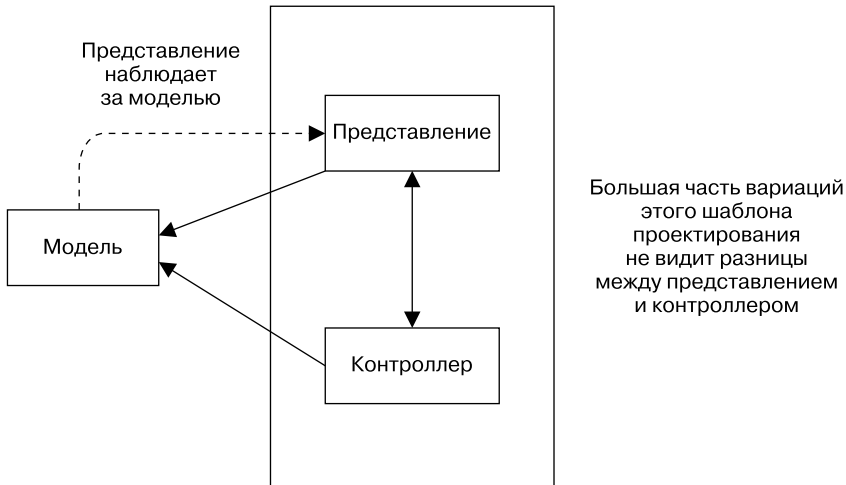 Представление
наблюдает
за моделью
Представление
Модель
Контроллер
Большая часть вариаций
этого шаблона
проектирования
не видит разницы
между представлением
и контроллером